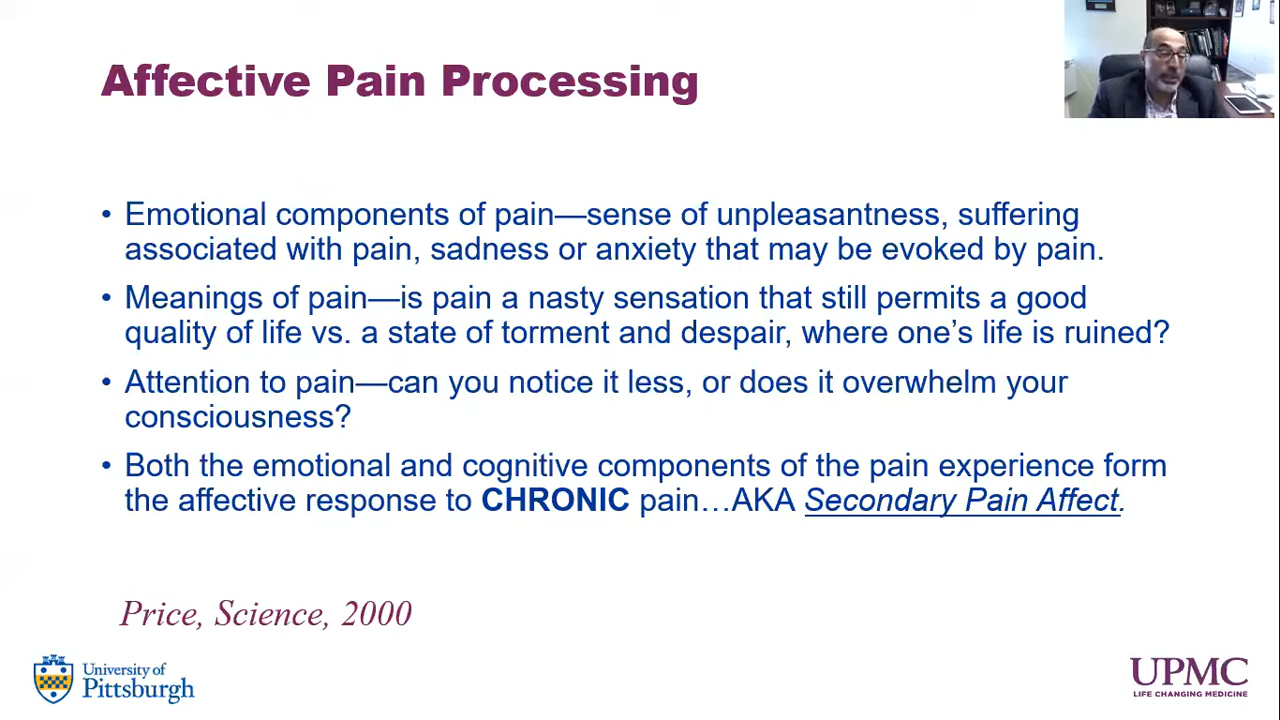 Affective Pain Processing
• Emotional components of pain—sense of unpleasantness, suffering
associated with pain, sadness or anxiety that may be evoked by pain.
• Meanings of pain—is pain a nasty sensation that still permits a good
quality of life vs. a state of torment and despair, where one’s life is ruined?
• Attention to pain—can you notice it less, or does it overwhelm your
consciousness?
• Both the emotional and cognitive components of the pain experience form
the affective response to CHRONIC pain…AKA Secondary Pain Affect.
Price, Science, 2000
University of
Pittsburgh
UPMC
LIFE CHANGING MEDICINE